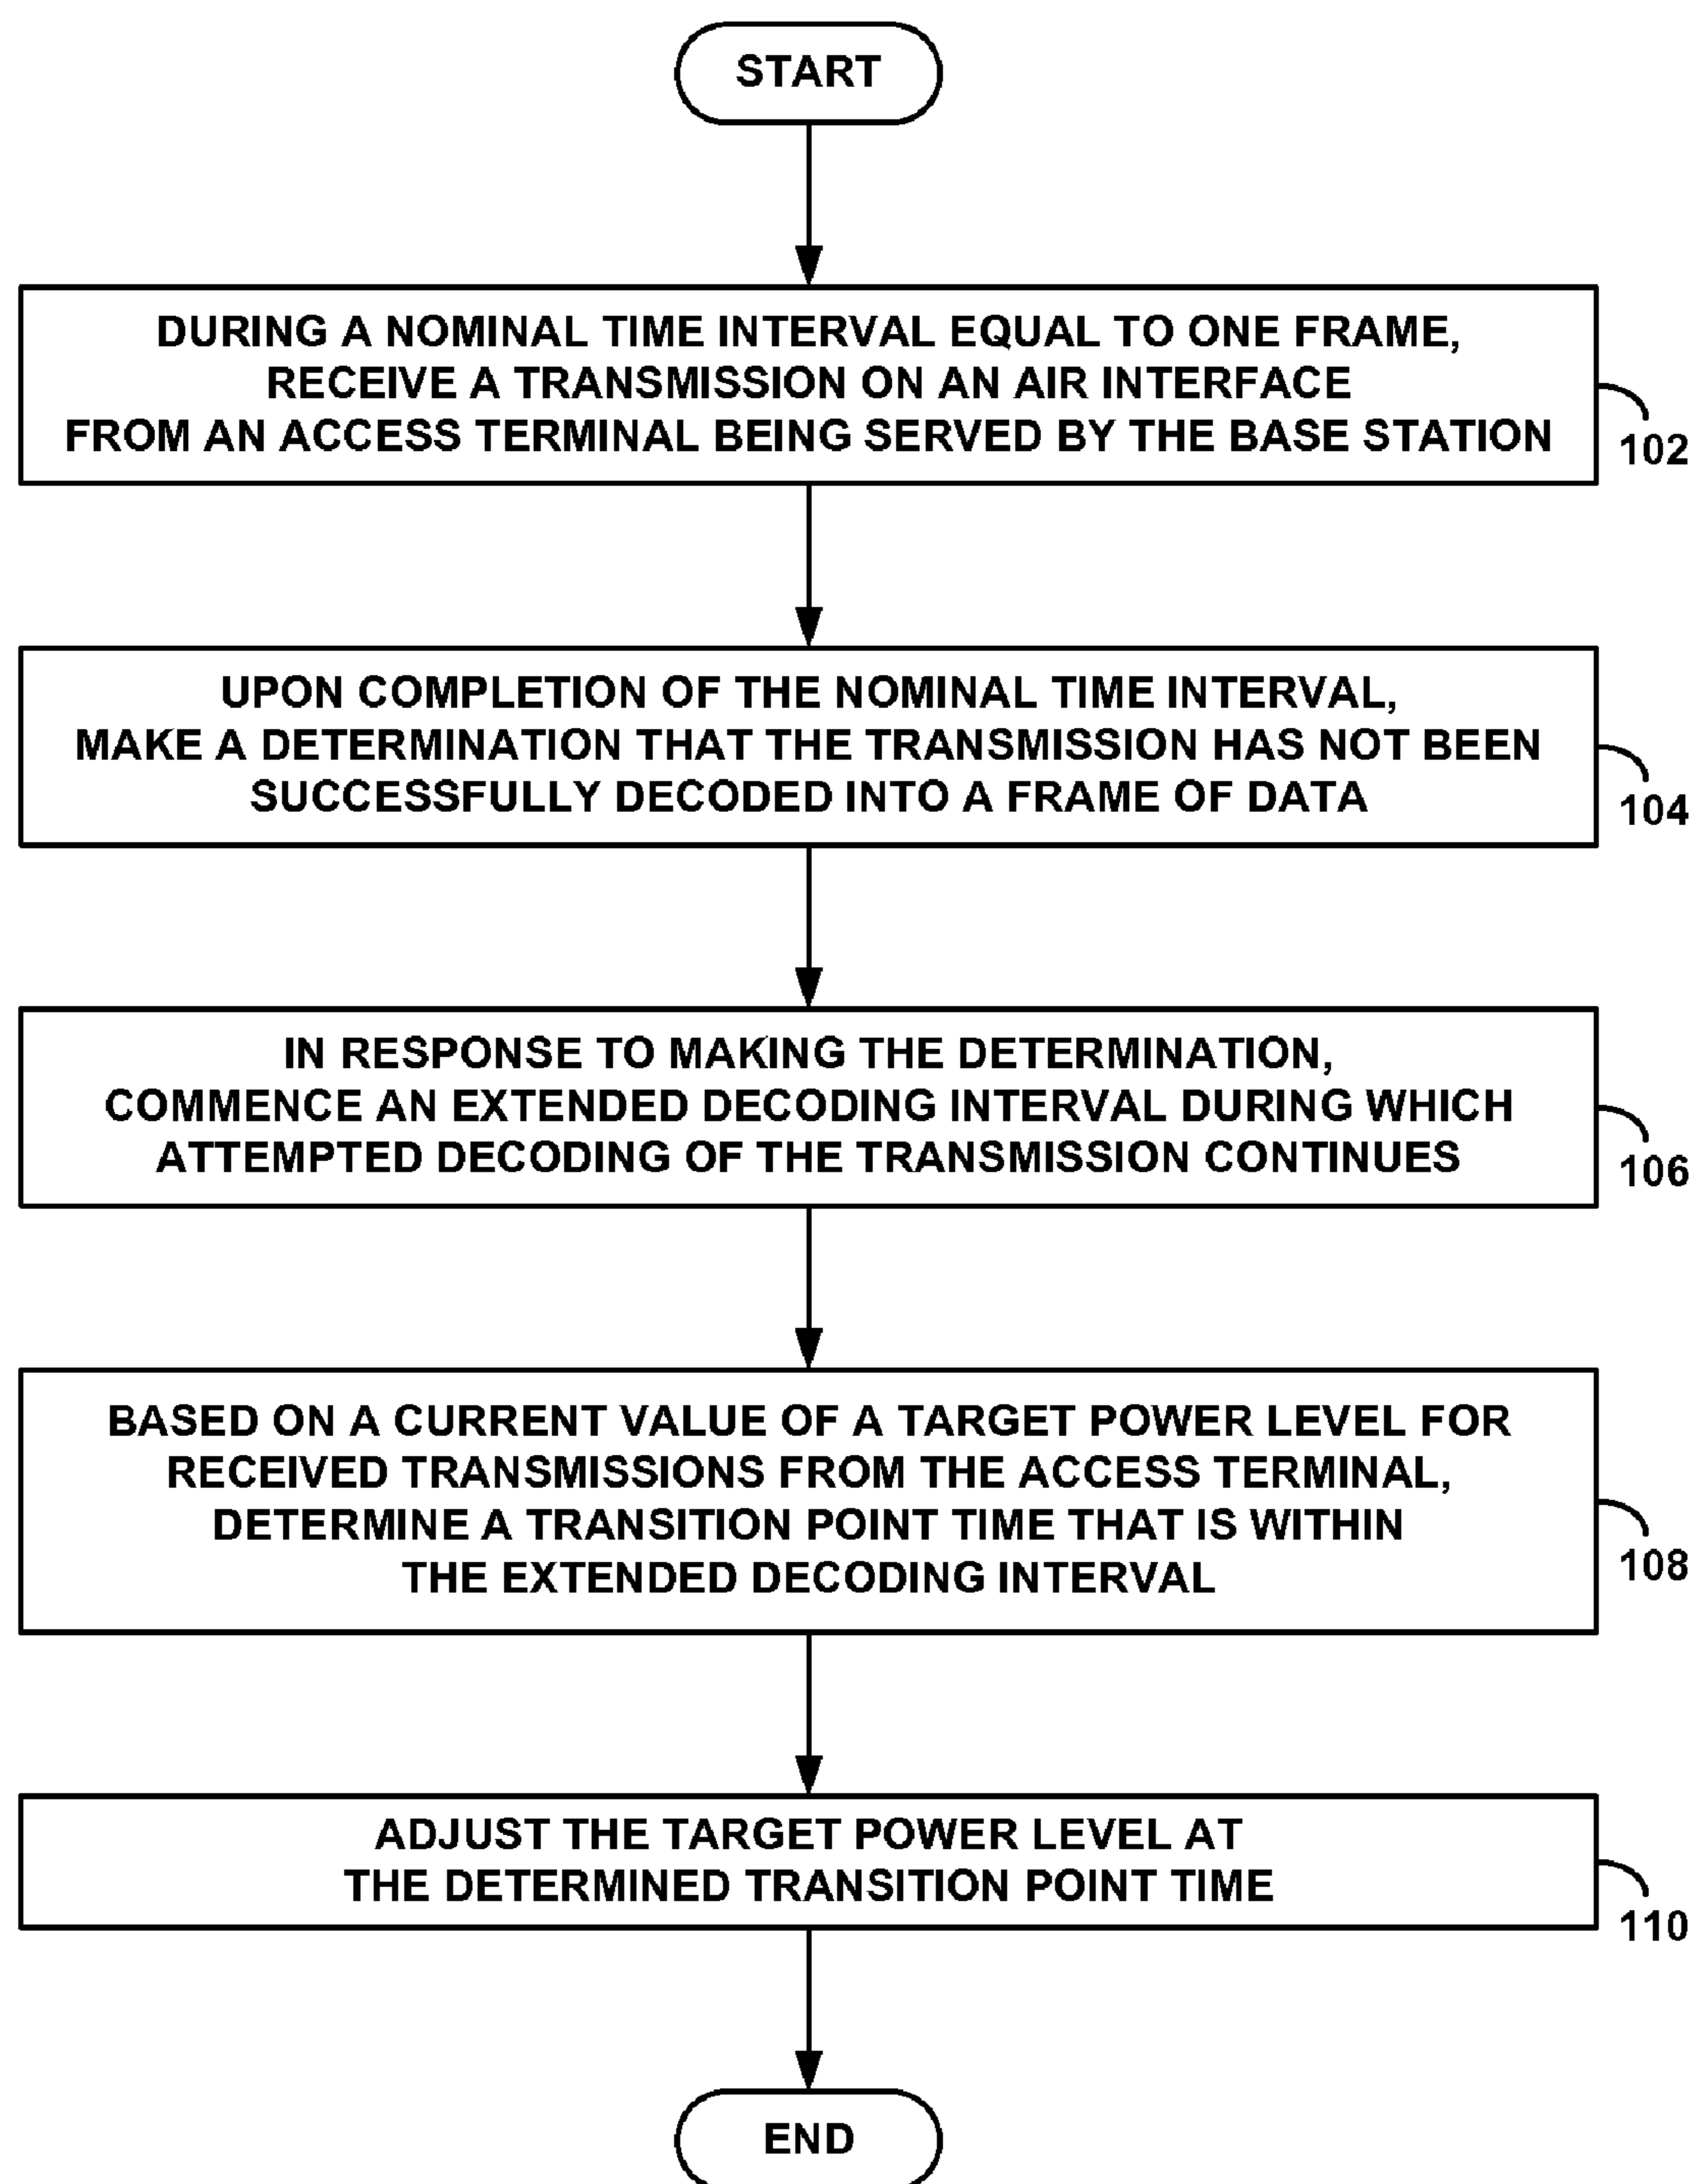 START
DURING A NOMINAL TIME INTERVAL EQUAL TO ONE FRAME,
RECEIVE A TRANSMISSION ON AN AIR INTERFACE
FROM AN ACCESS TERMINAL BEING SERVED BY THE BASE STATION
102
UPON COMPLETION OF THE NOMINAL TIME INTERVAL,
MAKE A DETERMINATION THAT THE TRANSMISSION HAS NOT BEEN
SUCCESSFULLY DECODED INTO A FRAME OF DATA
104
IN RESPONSE TO MAKING THE DETERMINATION,
COMMENCE AN EXTENDED DECODING INTERVAL DURING WHICH
ATTEMPTED DECODING OF THE TRANSMISSION CONTINUES
106
BASED ON A CURRENT VALUE OF A TARGET POWER LEVEL FOR
RECEIVED TRANSMISSIONS FROM THE ACCESS TERMINAL,
DETERMINE A TRANSITION POINT TIME THAT IS WITHIN
THE EXTENDED DECODING INTERVAL
108
ADJUST THE TARGET POWER LEVEL AT
THE DETERMINED TRANSITION POINT TIME
110
END